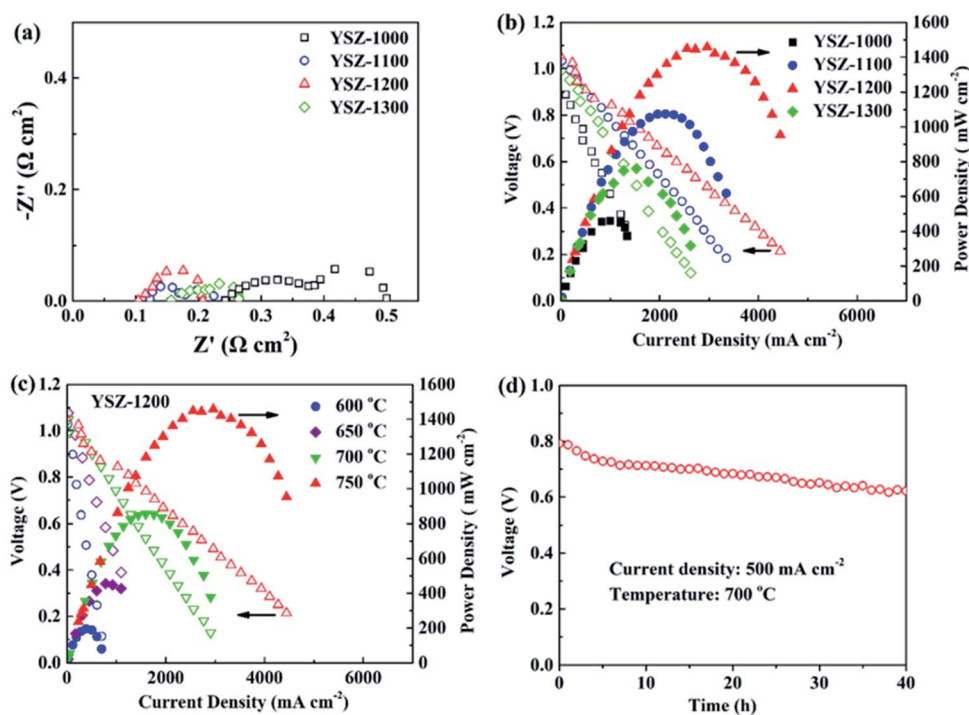 (a)
YSZ-1000
YSZ-1100
YSZ-1200
YSZ-1300
-Z'' (Ω cm²)
0.4
0.2
0.0
0.0 0.1 0.2 0.3 0.4 0.5
Z' (Ω cm²)
(b)
YSZ-1000
YSZ-1100
YSZ-1200
YSZ-1300
Voltage (V)
1.2
1.0
0.8
0.6
0.4
0.2
0.0
0 2000 4000 6000
Current Density (mA cm⁻²)
1600
1400
1200
1000
800
600
400
200
0
Power Density ( mW cm⁻²)
(c)
YSZ-1200
600 °C
650 °C
700 °C
750 °C
Voltage (V)
1.2
1.0
0.8
0.6
0.4
0.2
0.0
0 2000 4000 6000
Current Density (mA cm⁻²)
1600
1400
1200
1000
800
600
400
200
0
Power Density ( mW cm⁻²)
(d)
Voltage (V)
1.0
0.8
0.6
0.4
0.2
0.0
Current density: 500 mA cm⁻²
Temperature: 700 °C
0 10 20 30 40
Time (h)